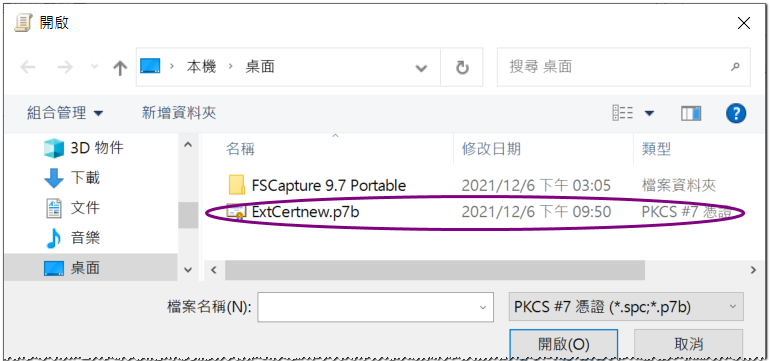 開啟
本機 > 桌面
搜尋 桌面
組合管理
新增資料夾
名稱 修改日期 類型
3D 物件
下載
文件
音樂
桌面
FSCapture 9.7 Portable 2021/12/6 下午 03:05 檔案資料夾
ExtCertnew.p7b 2021/12/6 下午 09:50 PKCS #7 憑證
檔案名稱(N):
PKCS #7 憑證 (*.spc;*.p7b)
開啟(O)
取消